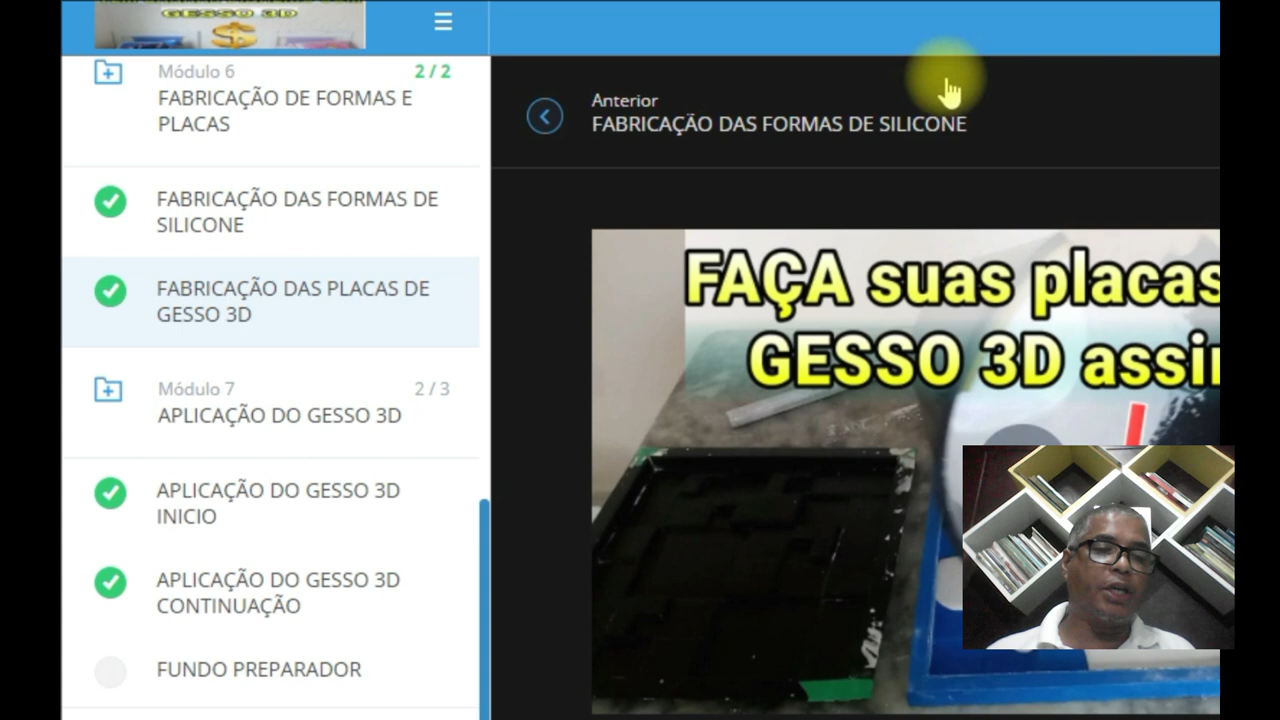 GESSO 3D
$
Módulo 6 2 / 2
FABRICAÇÃO DE FORMAS E
PLACAS
FABRICAÇÃO DAS FORMAS DE
SILICONE
FABRICAÇÃO DAS PLACAS DE
GESSO 3D
Módulo 7 2 / 3
APLICAÇÃO DO GESSO 3D
APLICAÇÃO DO GESSO 3D
INICIO
APLICAÇÃO DO GESSO 3D
CONTINUAÇÃO
FUNDO PREPARADOR
Anterior
FABRICAÇÃO DAS FORMAS DE SILICONE
FAÇA suas placas
GESSO 3D assi